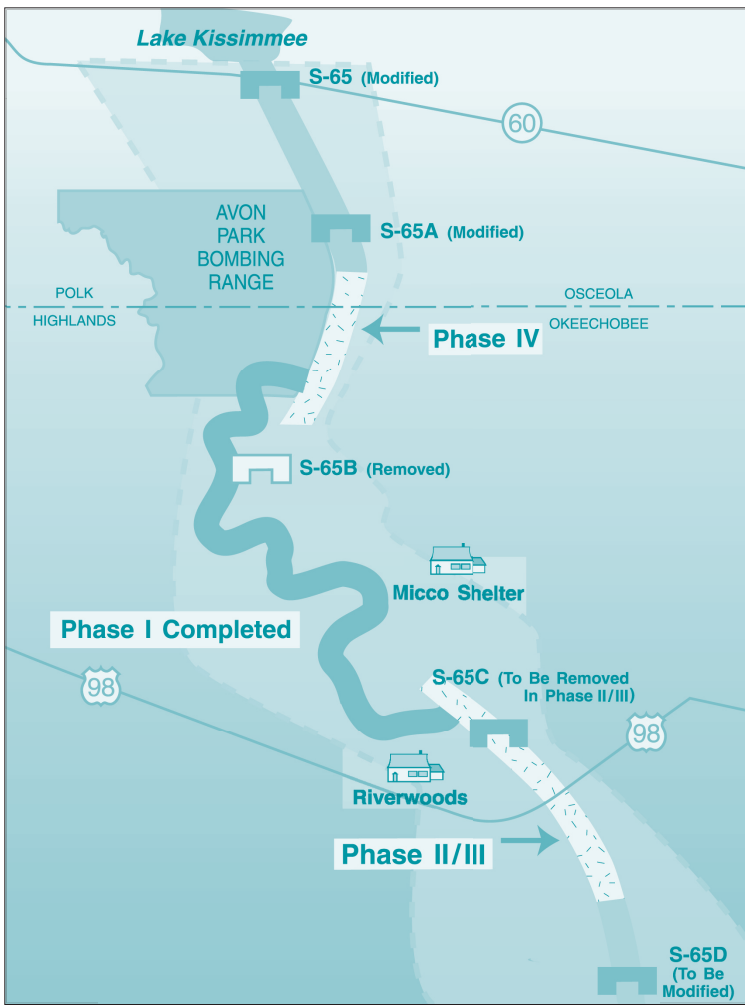 Lake Kissimmee
S-65 (Modified)
60
AVON
PARK
BOMBING
RANGE
S-65A (Modified)
POLK
OSCEOLA
HIGHLANDS
OKEECHOBEE
Phase IV
S-65B (Removed)
Micco Shelter
Phase I Completed
S-65C (To Be Removed
In Phase II/III)
98
98
Riverwoods
Phase II/III
S-65D
(To Be
Modified)